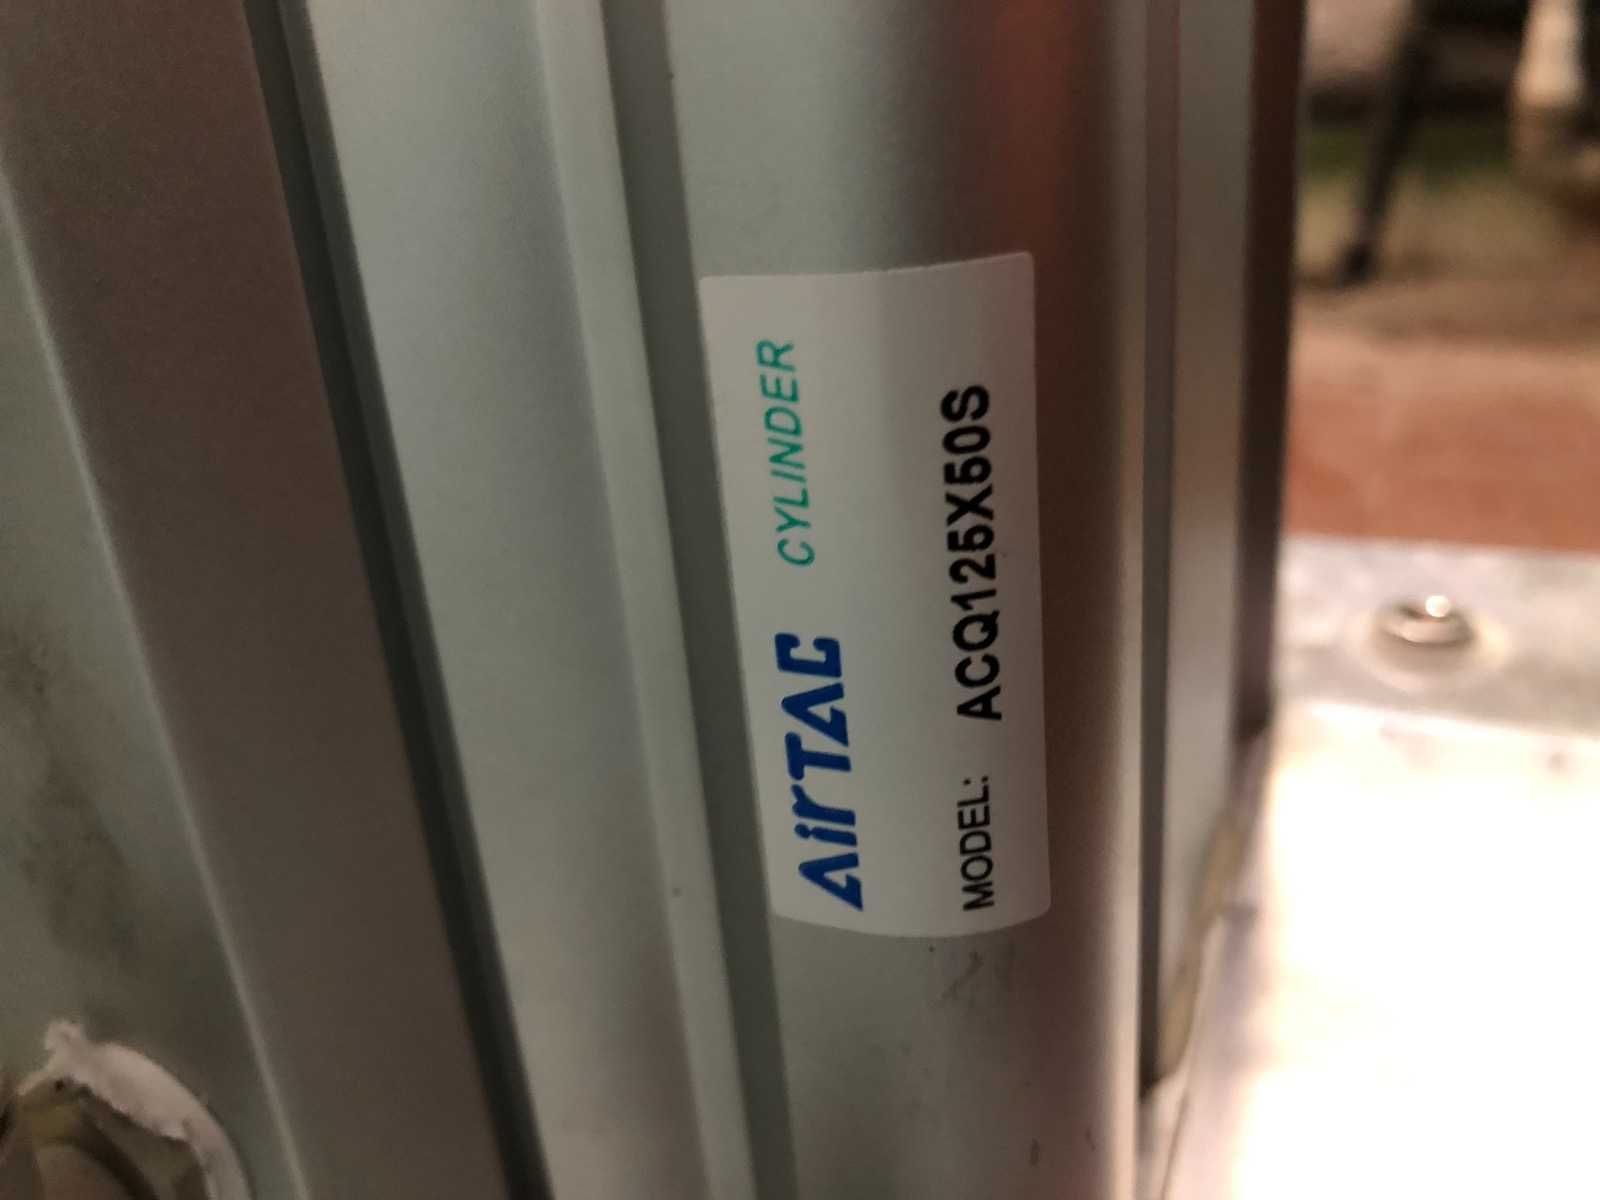 AirTAC CYLINDER
MODEL: ACQ125X50S